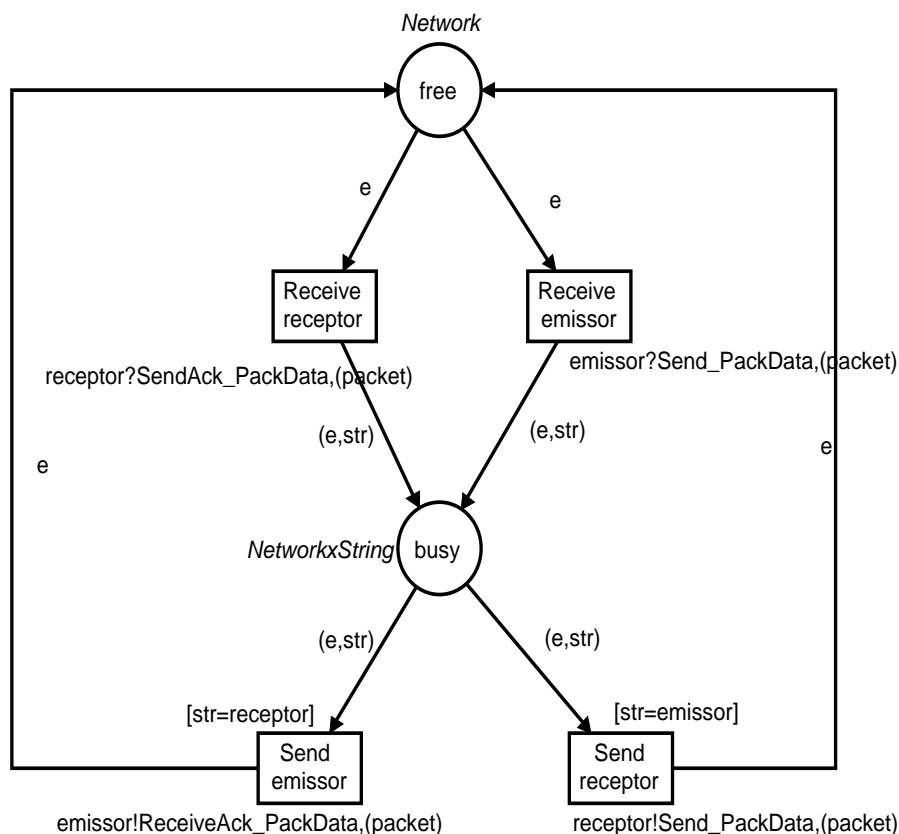 Network
free
e
e
Receive
receptor
Receive
emissor
receptor?SendAck_PackData,(packet)
emissor?Send_PackData,(packet)
(e,str)
(e,str)
e
e
NetworkxString
busy
(e,str)
(e,str)
[str=receptor]
[str=emissor]
Send
emissor
Send
receptor
emissor!ReceiveAck_PackData,(packet)
receptor!Send_PackData,(packet)